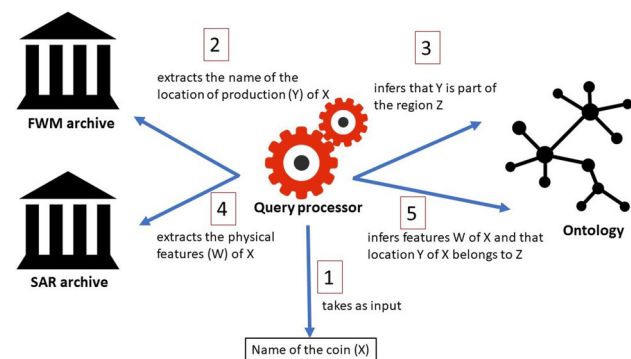 2
extracts the name of the
location of production (Y) of X
3
infers that Y is part of
the region Z
FWM archive
Query processor
4
extracts the physical
features (W) of X
5
infers features W of X and that
location Y of X belongs to Z
Ontology
SAR archive
1
takes as input
Name of the coin (X)